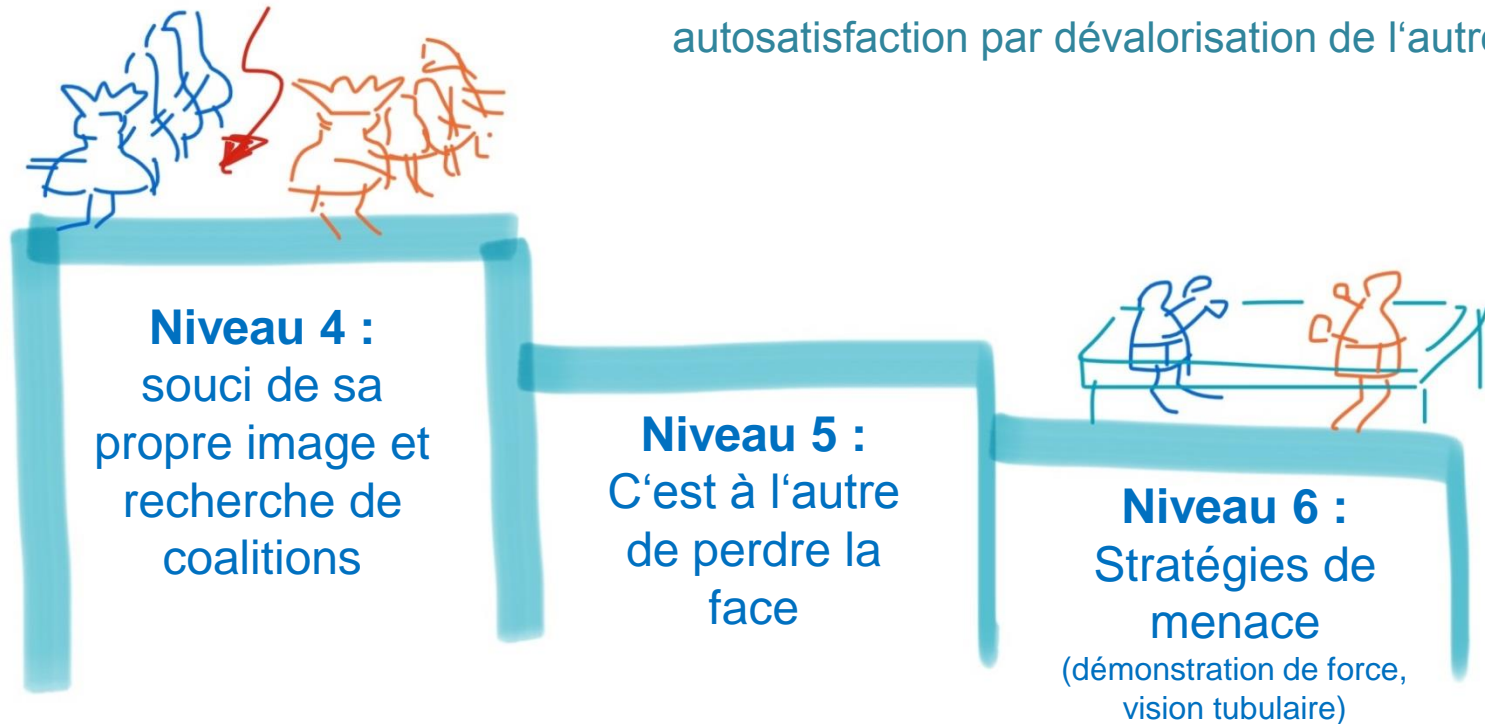 autosatisfaction par dévalorisation de l‘autre
Niveau 4 :
souci de sa
propre image et
recherche de
coalitions
Niveau 5 :
C‘est à l‘autre
de perdre la
face
Niveau 6 :
Stratégies de
menace
(démonstration de force,
vision tubulaire)